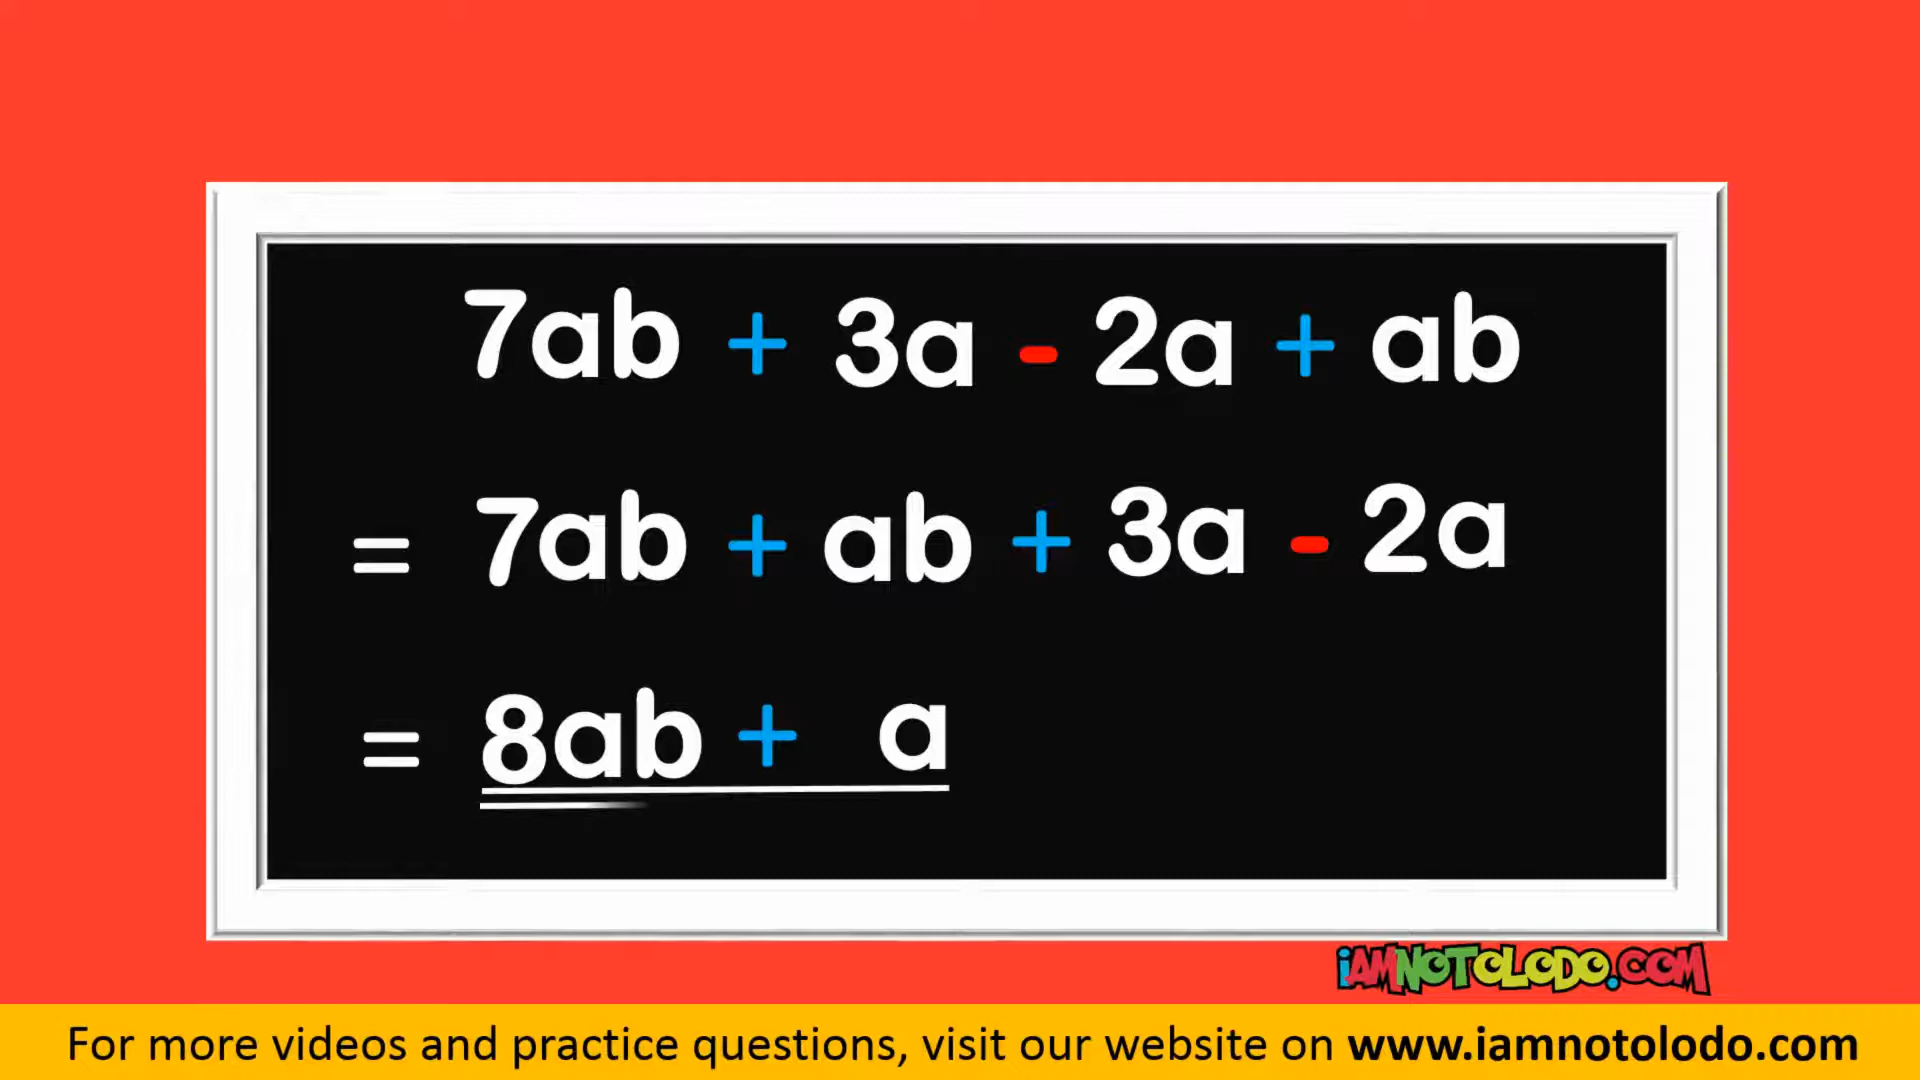 7ab + 3a - 2a + ab
= 7ab + ab + 3a - 2a
= 8ab + a
iAMNOTOLODO.COM
For more videos and practice questions, visit our website on www.iamnotolodo.com